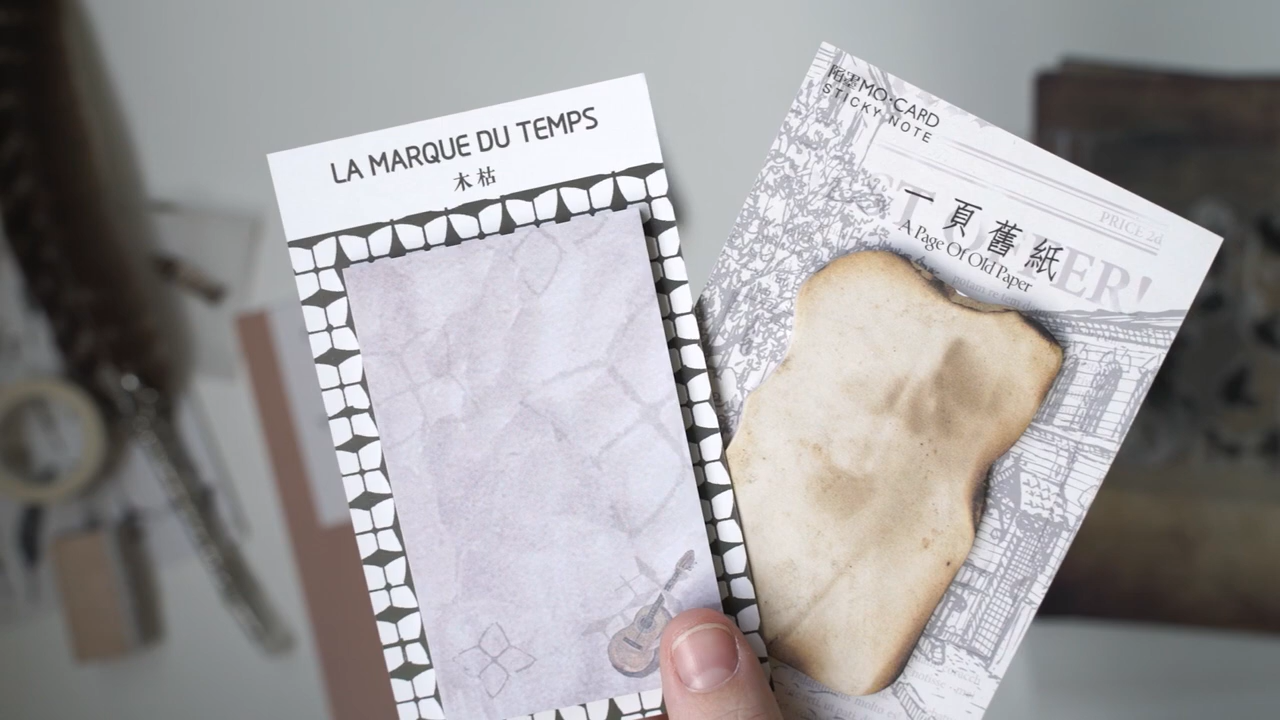 LA MARQUE DU TEMPS
木枯
陌墨MO·CARD
STICKY NOTE
PRICE 2d
一頁舊紙
A Page Of Old Paper